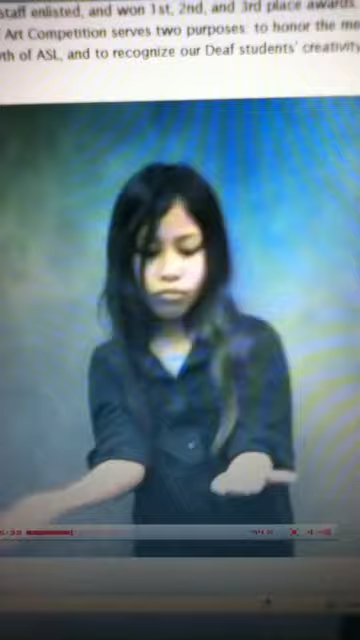 staff enlisted, and won 1st, 2nd, and 3rd place awards.
Art Competition serves two purposes: to honor the
of ASL, and to recognize our Deaf students' creativity